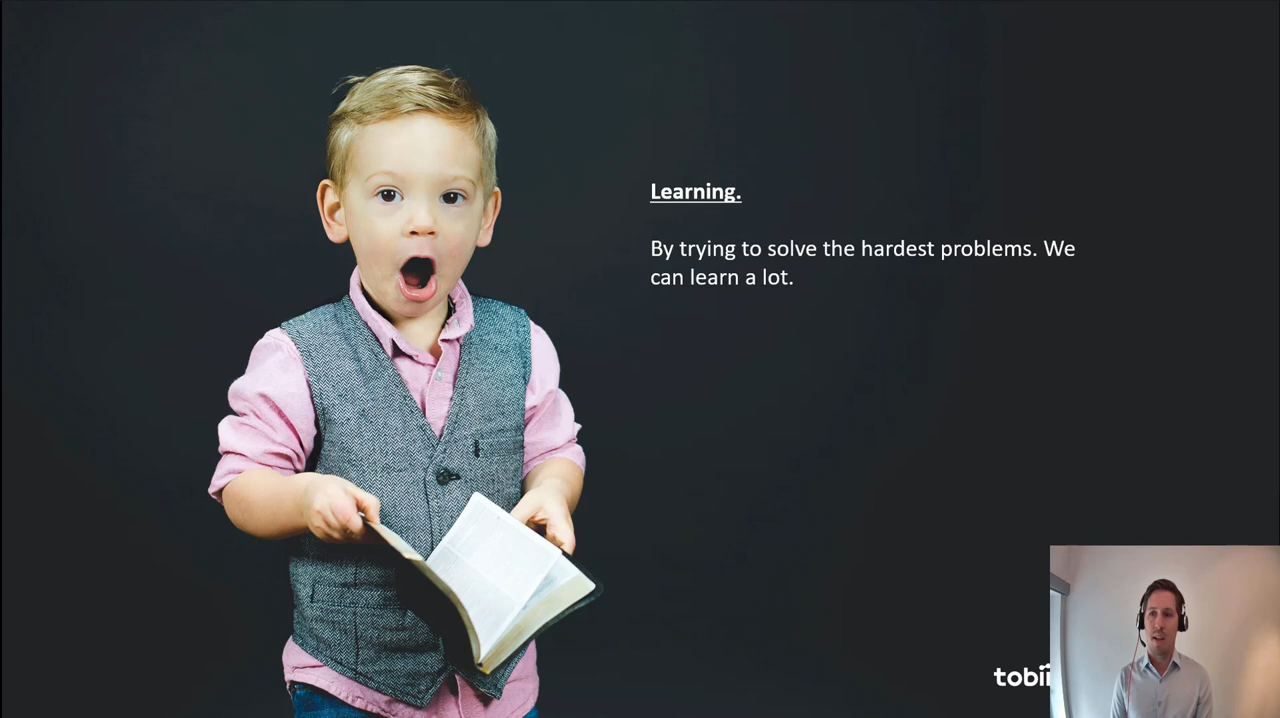 Learning.
By trying to solve the hardest problems. We
can learn a lot.
tobii